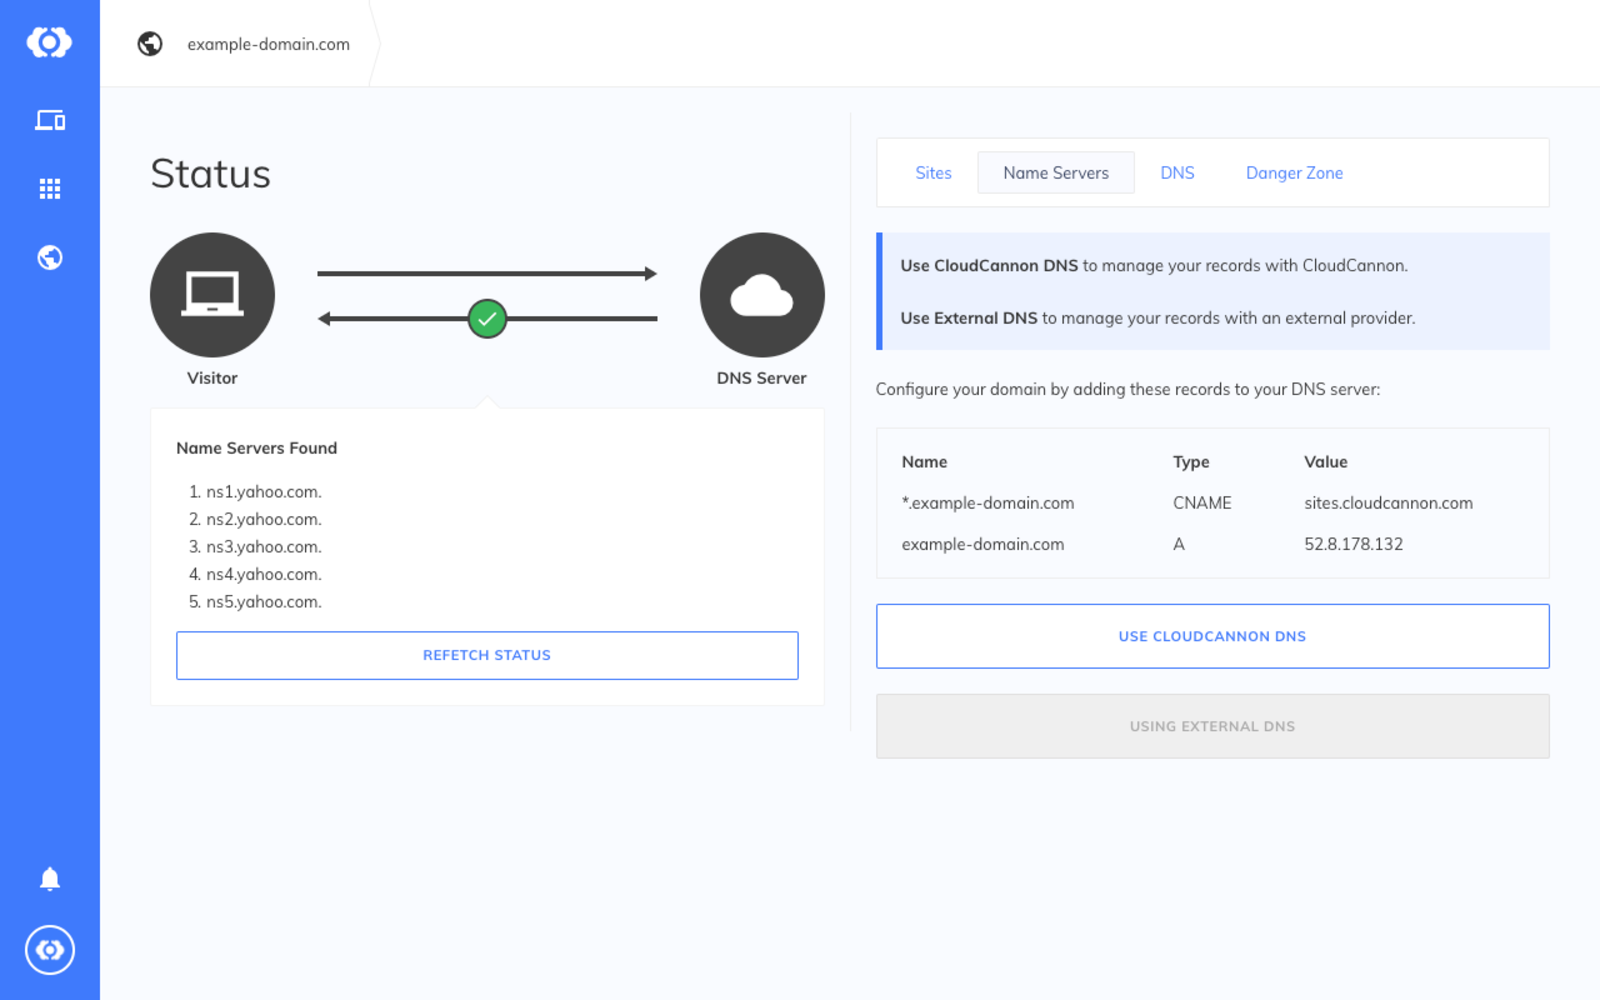 example-domain.com
Status
Visitor
DNS Server
Name Servers Found
1. ns1.yahoo.com.
2. ns2.yahoo.com.
3. ns3.yahoo.com.
4. ns4.yahoo.com.
5. ns5.yahoo.com.
REFETCH STATUS
Sites Name Servers DNS Danger Zone
Use CloudCannon DNS to manage your records with CloudCannon.
Use External DNS to manage your records with an external provider.
Configure your domain by adding these records to your DNS server:
Name Type Value
*.example-domain.com CNAME sites.cloudcannon.com
example-domain.com A 52.8.178.132
USE CLOUDCANNON DNS
USING EXTERNAL DNS